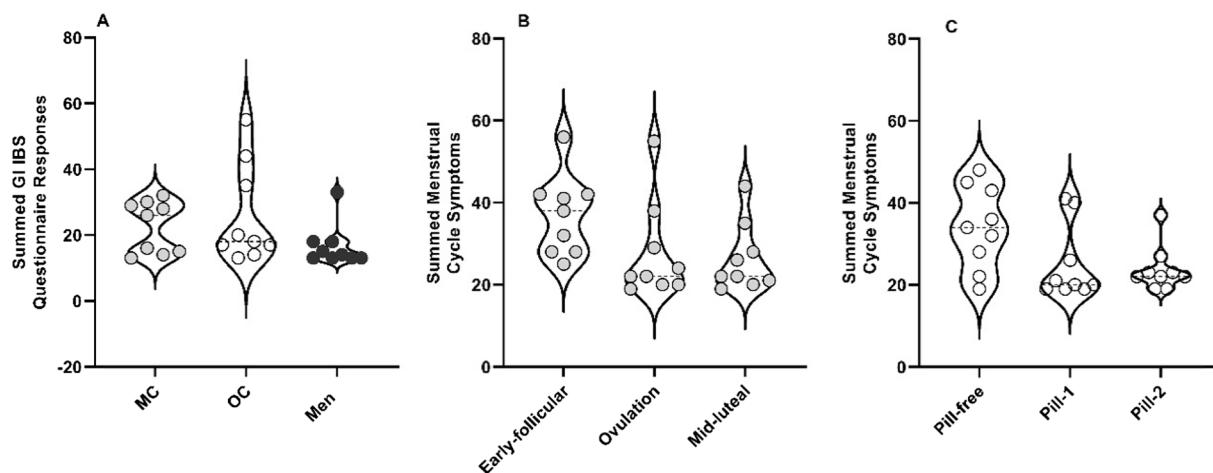 A
Summed GI IBS
Questionnaire Responses
80
60
40
20
0
-20
MC
OC
Men
B
Summed Menstrual
Cycle Symptoms
80
60
40
20
0
Early-follicular
Ovulation
Mid-luteal
C
Summed Menstrual
Cycle Symptoms
80
60
40
20
0
Pill-free
Pill-1
Pill-2